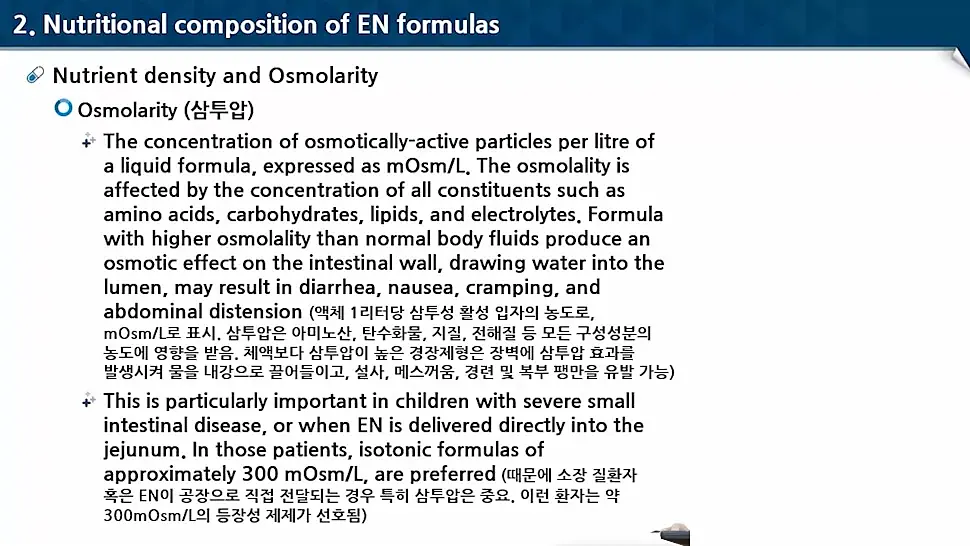 2. Nutritional composition of EN formulas
Nutrient density and Osmolarity
Osmolarity (삼투압)
The concentration of osmotically-active particles per litre of
a liquid formula, expressed as mOsm/L. The osmolality is
affected by the concentration of all constituents such as
amino acids, carbohydrates, lipids, and electrolytes. Formula
with higher osmolality than normal body fluids produce an
osmotic effect on the intestinal wall, drawing water into the
lumen, may result in diarrhea, nausea, cramping, and
abdominal distension (액체 1리터당 삼투성 활성 입자의 농도로,
mOsm/L로 표시. 삼투압은 아미노산, 탄수화물, 지질, 전해질 등 모든 구성성분의
농도에 영향을 받음. 체액보다 삼투압이 높은 경장제형은 장벽에 삼투압 효과를
발생시켜 물을 내강으로 끌어들이고, 설사, 메스꺼움, 경련 및 복부 팽만을 유발 가능)
This is particularly important in children with severe small
intestinal disease, or when EN is delivered directly into the
jejunum. In those patients, isotonic formulas of
approximately 300 mOsm/L, are preferred (때문에 소장 질환자
혹은 EN이 공장으로 직접 전달되는 경우 특히 삼투압은 중요. 이런 환자는 약
300mOsm/L의 등장성 제제가 선호됨)